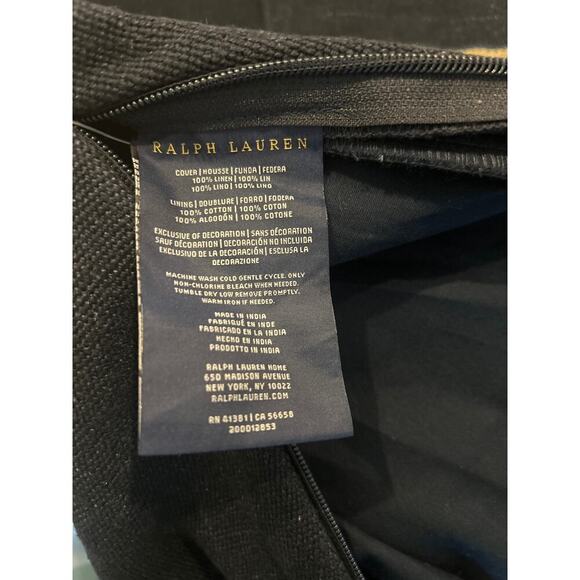 RALPH LAUREN
COVER | HOUSSE | FUNDA | FEDERA
100% LINEN | 100% LIN
100% LINO | 100% LINO
LINING | DOUBLURE | FORRO | FODERA
100% COTTON | 100% COTON
100% ALGODÓN | 100% COTONE
EXCLUSIVE OF DECORATION | SANS DÉCORATION
SAUF DÉCORATION | DECORACIÓN NO INCLUIDA
EXCLUSIVO DE LA DECORACIÓN | ESCLUSA LA
DECORAZIONE
MACHINE WASH COLD GENTLE CYCLE. ONLY
NON-CHLORINE BLEACH WHEN NEEDED.
TUMBLE DRY LOW REMOVE PROMPTLY.
WARM IRON IF NEEDED.
MADE IN INDIA
FABRIQUÉ EN INDE
FABRICADO EN LA INDIA
HECHO EN INDIA
PRODOTTO IN INDIA
RALPH LAUREN HOME
650 MADISON AVENUE
NEW YORK, NY 10022
RALPHLAUREN.COM
RN 41381 | CA 56658
200012853